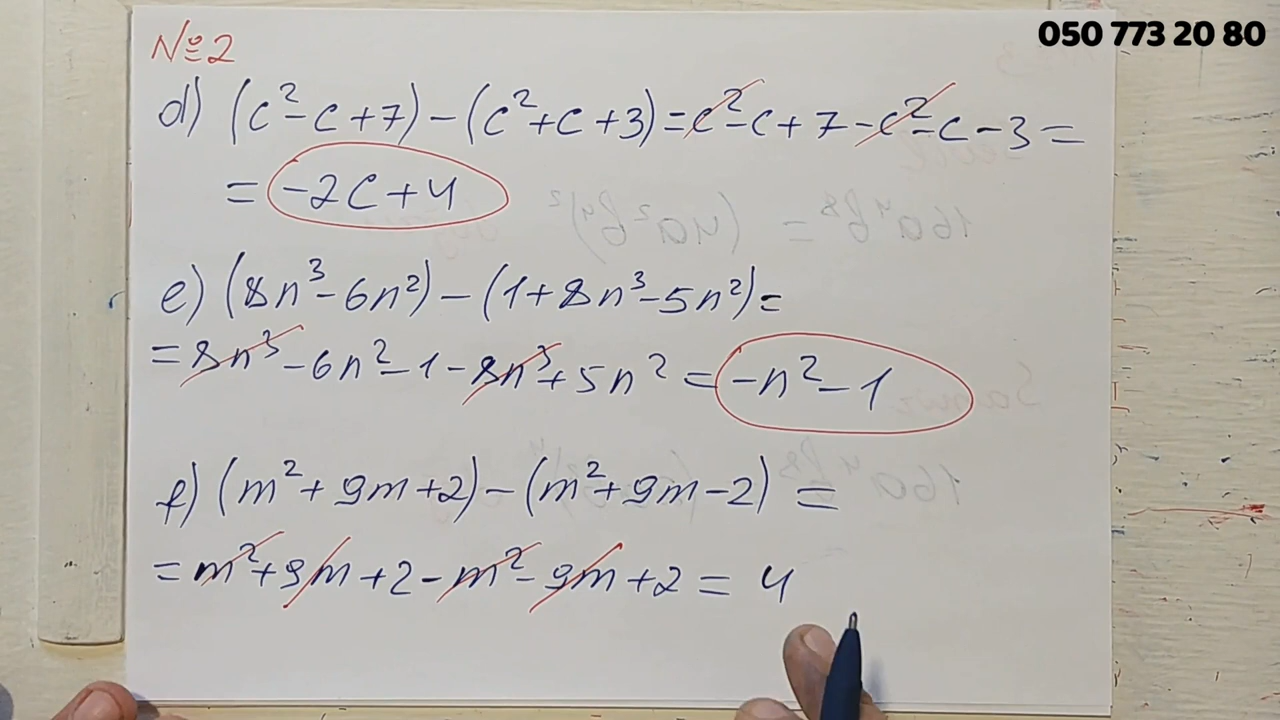 050 773 20 80
№2
d) (c²-c+7)-(c²+c+3)=c²-c+7-c²-c-3=
=-2c+4
e) (8n³-6n²)-(1+8n³-5n²)=
=8n³-6n²-1-8n³+5n²=-n²-1
f) (m²+9m+2)-(m²+9m-2)=
=m²+9m+2-m²-9m+2=4